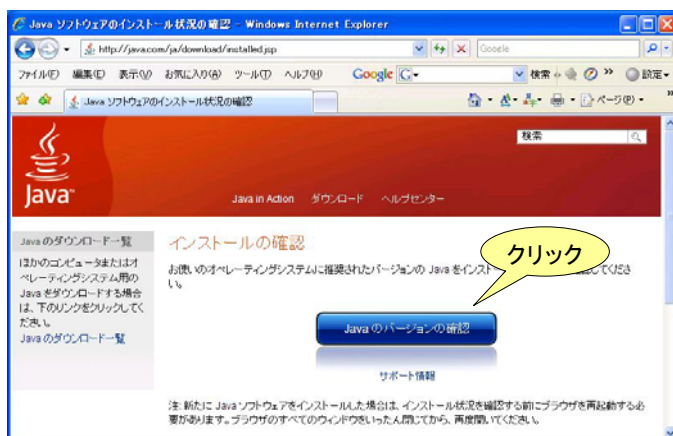 Java ソフトウェアのインストール状況の確認 - Windows Internet Explorer
http://java.com/ja/download/installed.jsp
Google
ファイル(F) 編集(E) 表示(V) お気に入り(A) ツール(T) ヘルプ(H) Google 検索 » 設定
Java ソフトウェアのインストール状況の確認 ページ(P) »
検索
Java
Java in Action ダウンロード ヘルプセンター
Java のダウンロード一覧
ほかのコンピュータまたはオ
ペレーティングシステム用の
Java をダウンロードする場合
は、下のリンクをクリックしてく
ださい。
Java のダウンロード一覧
インストールの確認
クリック
お使いのオペレーティングシステムに推奨されたバージョンの Java をインスト してくださ
い。
Java のバージョンの確認
サポート情報
注: 新たに Java ソフトウェアをインストールした場合は、インストール状況を確認する前にブラウザを再起動する必
要があります。ブラウザのすべてのウィンドウをいったん閉じてから、再度開いてください。